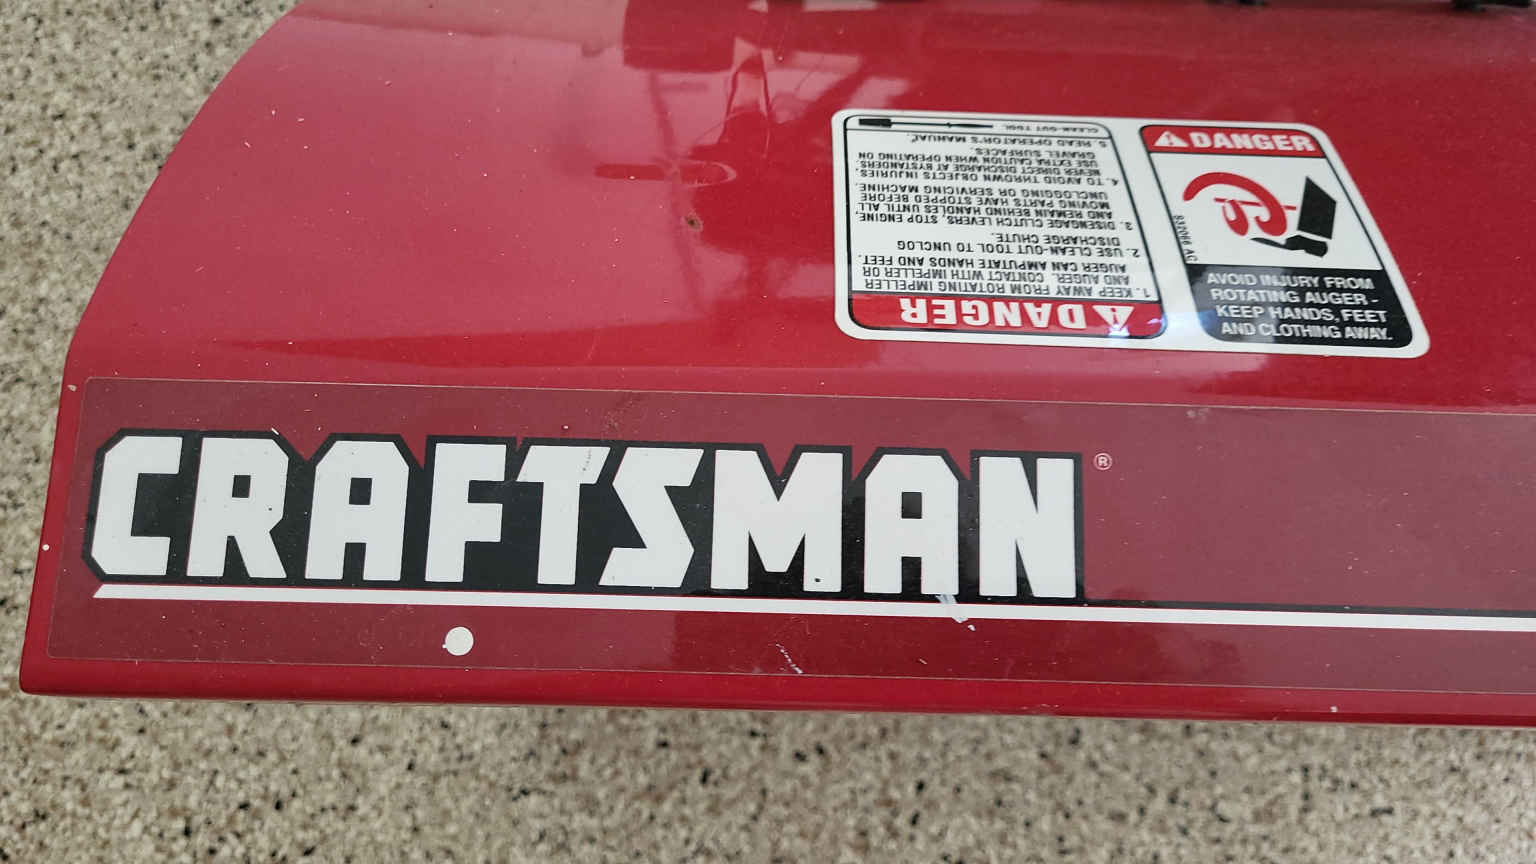 DANGER
1. KEEP AWAY FROM ROTATING IMPELLER
AND AUGER. CONTACT WITH IMPELLER OR
AUGER CAN AMPUTATE HANDS AND FEET.
2. USE CLEAN-OUT TOOL TO UNCLOG
DISCHARGE CHUTE.
3. DISENGAGE CLUTCH LEVERS, STOP ENGINE,
AND REMAIN BEHIND HANDLES UNTIL ALL
MOVING PARTS HAVE STOPPED BEFORE
UNCLOGGING OR SERVICING MACHINE.
4. TO AVOID THROWN OBJECTS INJURIES,
NEVER DIRECT DISCHARGE AT BYSTANDERS.
USE EXTRA CAUTION WHEN OPERATING ON
GRAVEL SURFACES.
5. READ OPERATOR'S MANUAL.
CLEAN-OUT TOOL
DANGER
832066 AC
AVOID INJURY FROM
ROTATING AUGER -
KEEP HANDS, FEET
AND CLOTHING AWAY.
CRAFTSMAN®